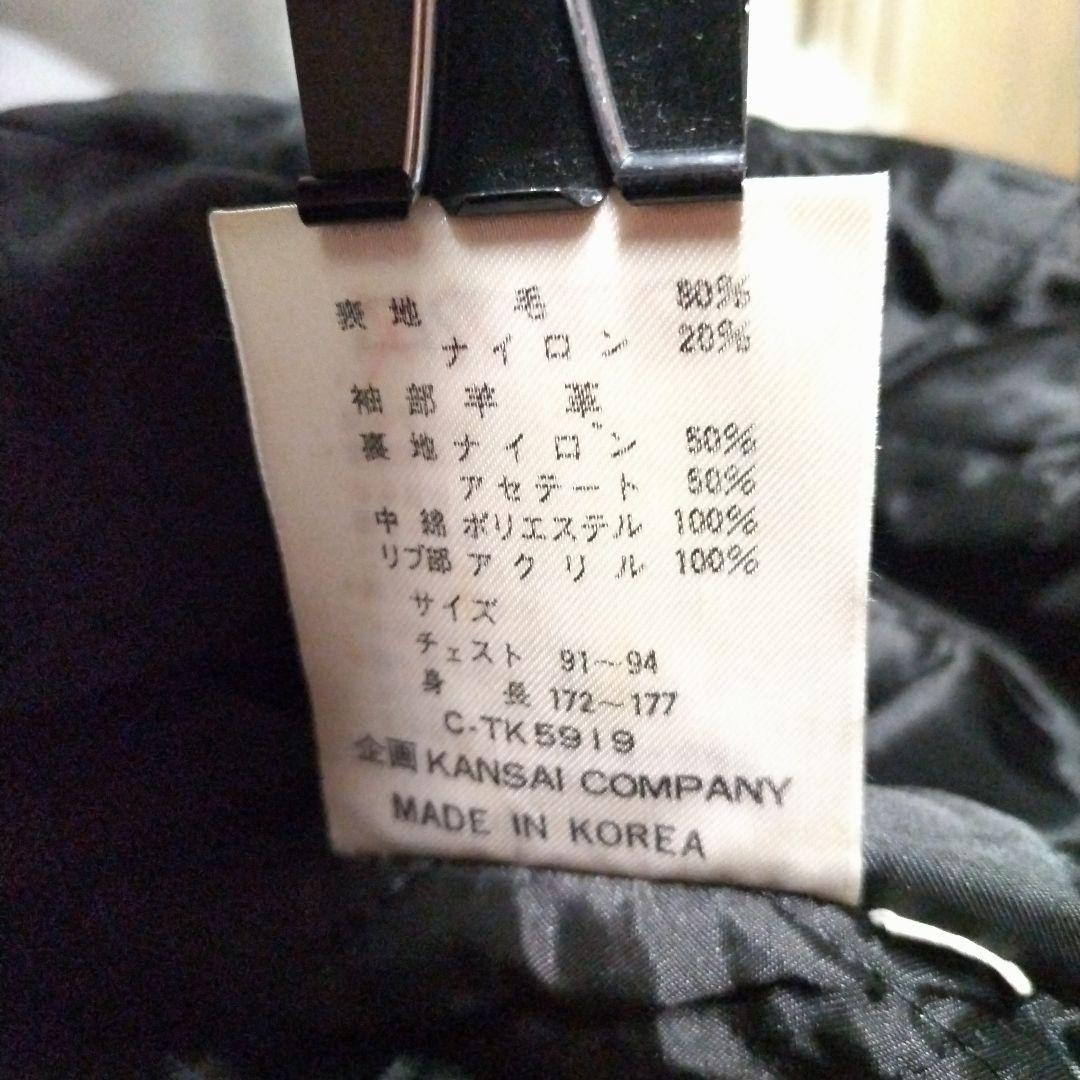 表地 毛 80%
ナイロン 20%
袖部 羊革
裏地 ナイロン 50%
アセテート 50%
中綿 ポリエステル 100%
リブ部 アクリル 100%
サイズ
チェスト 91～94
身長 172～177
C-TK5919
企画 KANSAI COMPANY
MADE IN KOREA